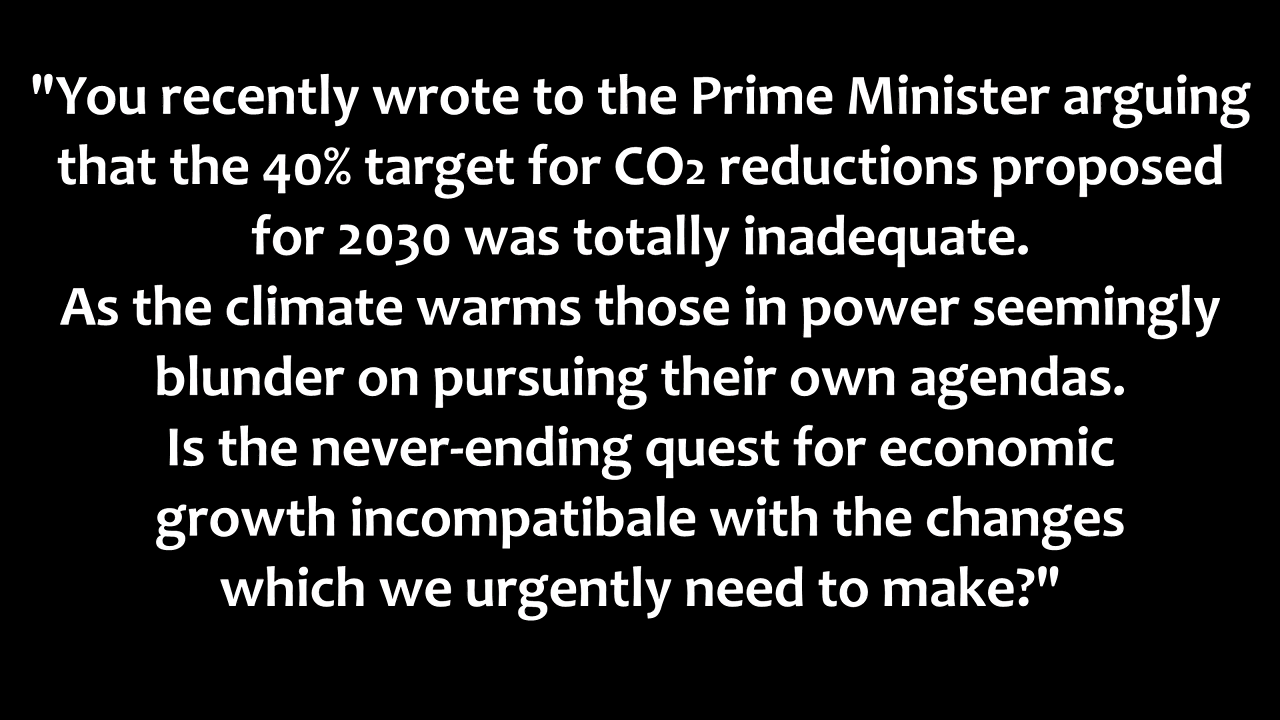 "You recently wrote to the Prime Minister arguing
that the 40% target for CO₂ reductions proposed
for 2030 was totally inadequate.
As the climate warms those in power seemingly
blunder on pursuing their own agendas.
Is the never-ending quest for economic
growth incompatibale with the changes
which we urgently need to make?"